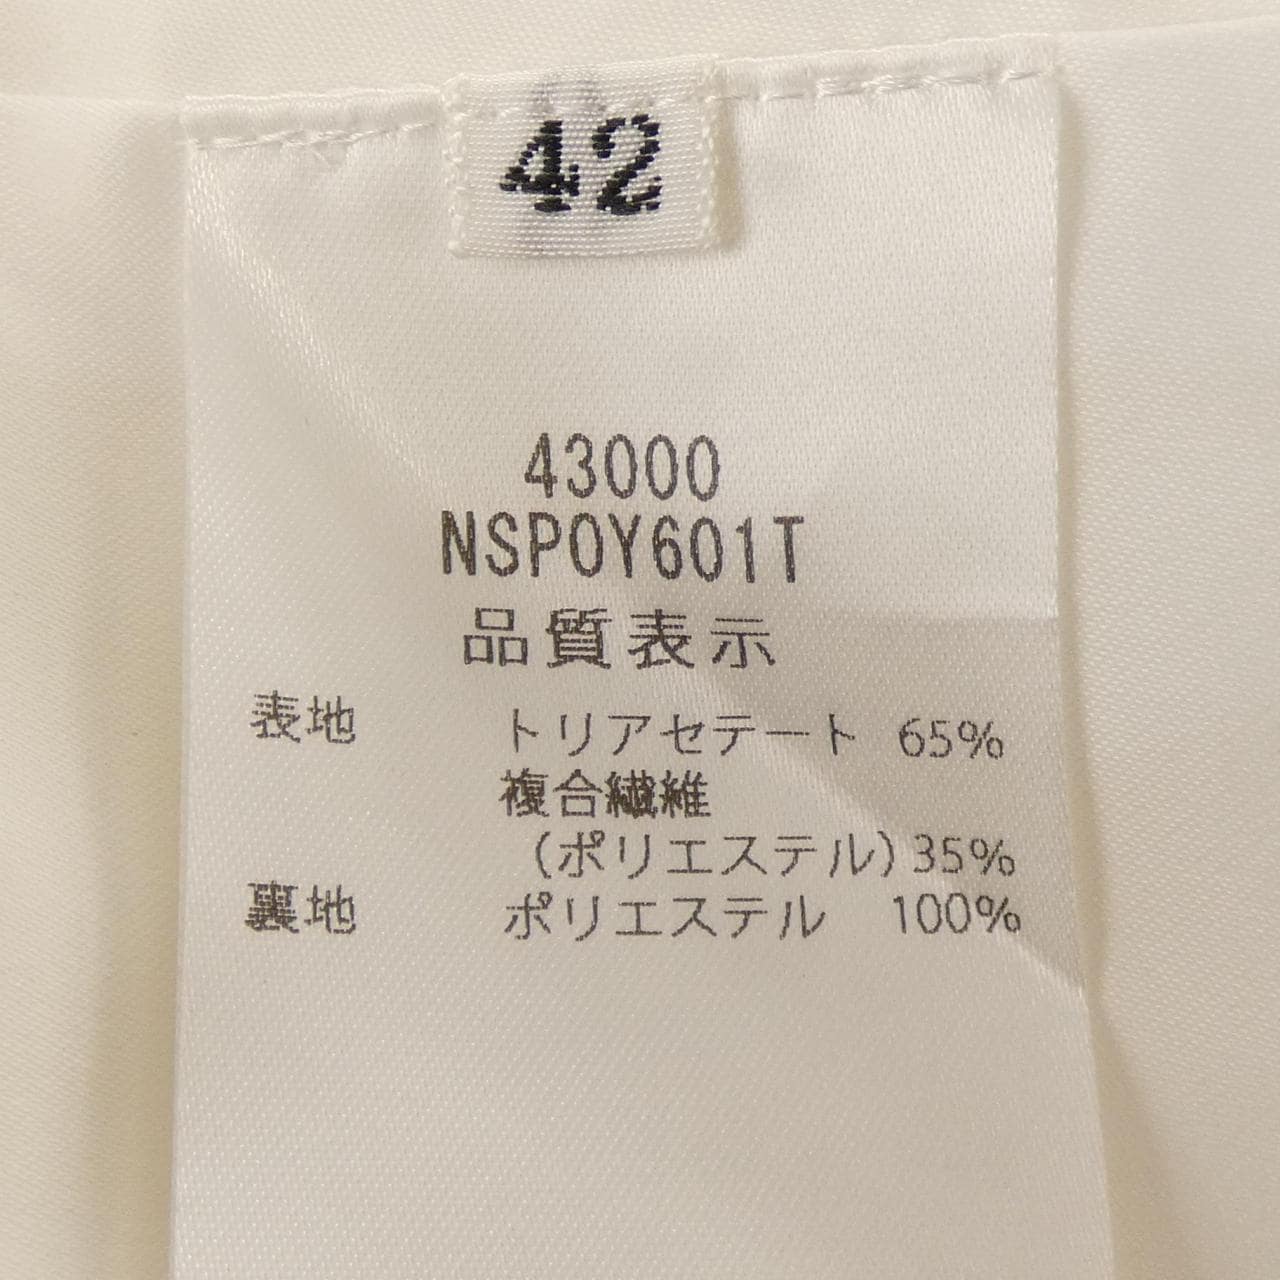 42
43000
NSPOY601T
品質表示
表地 トリアセテート 65%
複合繊維
(ポリエステル) 35%
裏地 ポリエステル 100%